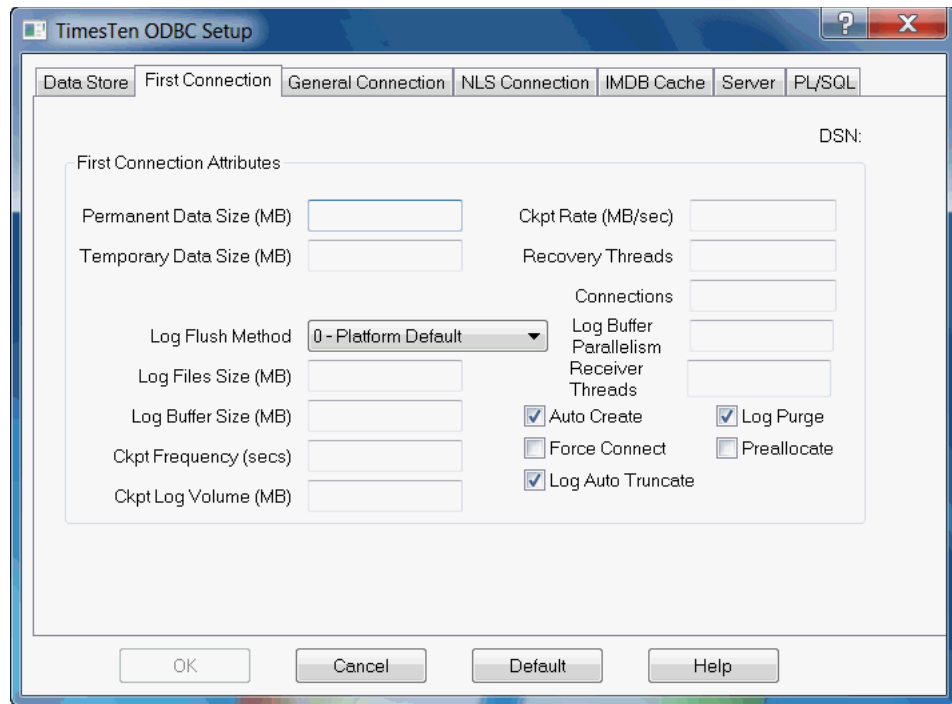 TimesTen ODBC Setup
?
X
Data Store First Connection General Connection NLS Connection IMDB Cache Server PL/SQL
DSN:
First Connection Attributes
Permanent Data Size (MB) Ckpt Rate (MB/sec)
Temporary Data Size (MB) Recovery Threads
Connections
Log Flush Method 0 - Platform Default Log Buffer
Parallelism
Log Files Size (MB) Receiver
Threads
Log Buffer Size (MB) Auto Create Log Purge
Ckpt Frequency (secs) Force Connect Preallocate
Ckpt Log Volume (MB) Log Auto Truncate
OK Cancel Default Help